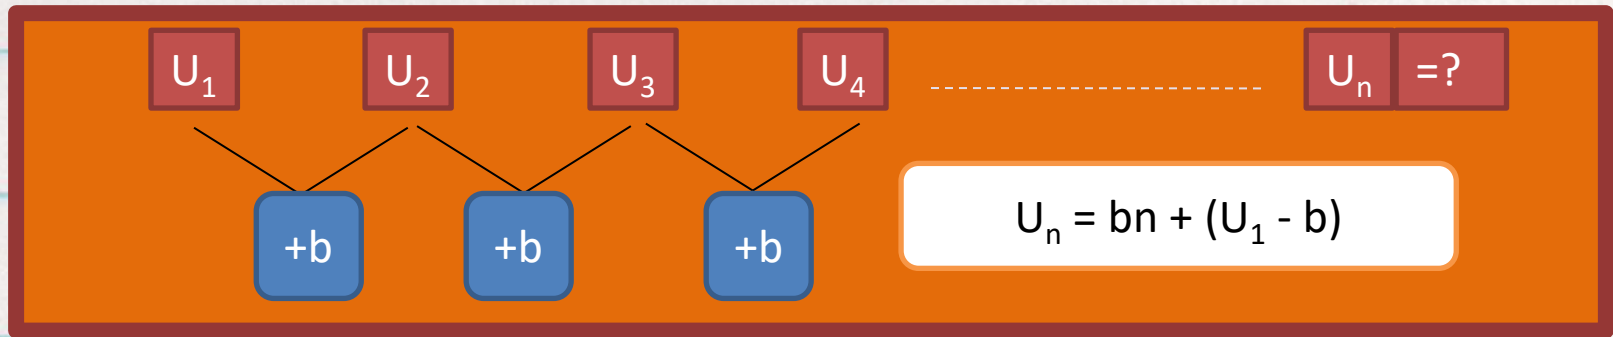 U₁ U₂ U₃ U₄ Uₙ =?
+b +b +b
Uₙ = bn + (U₁ - b)